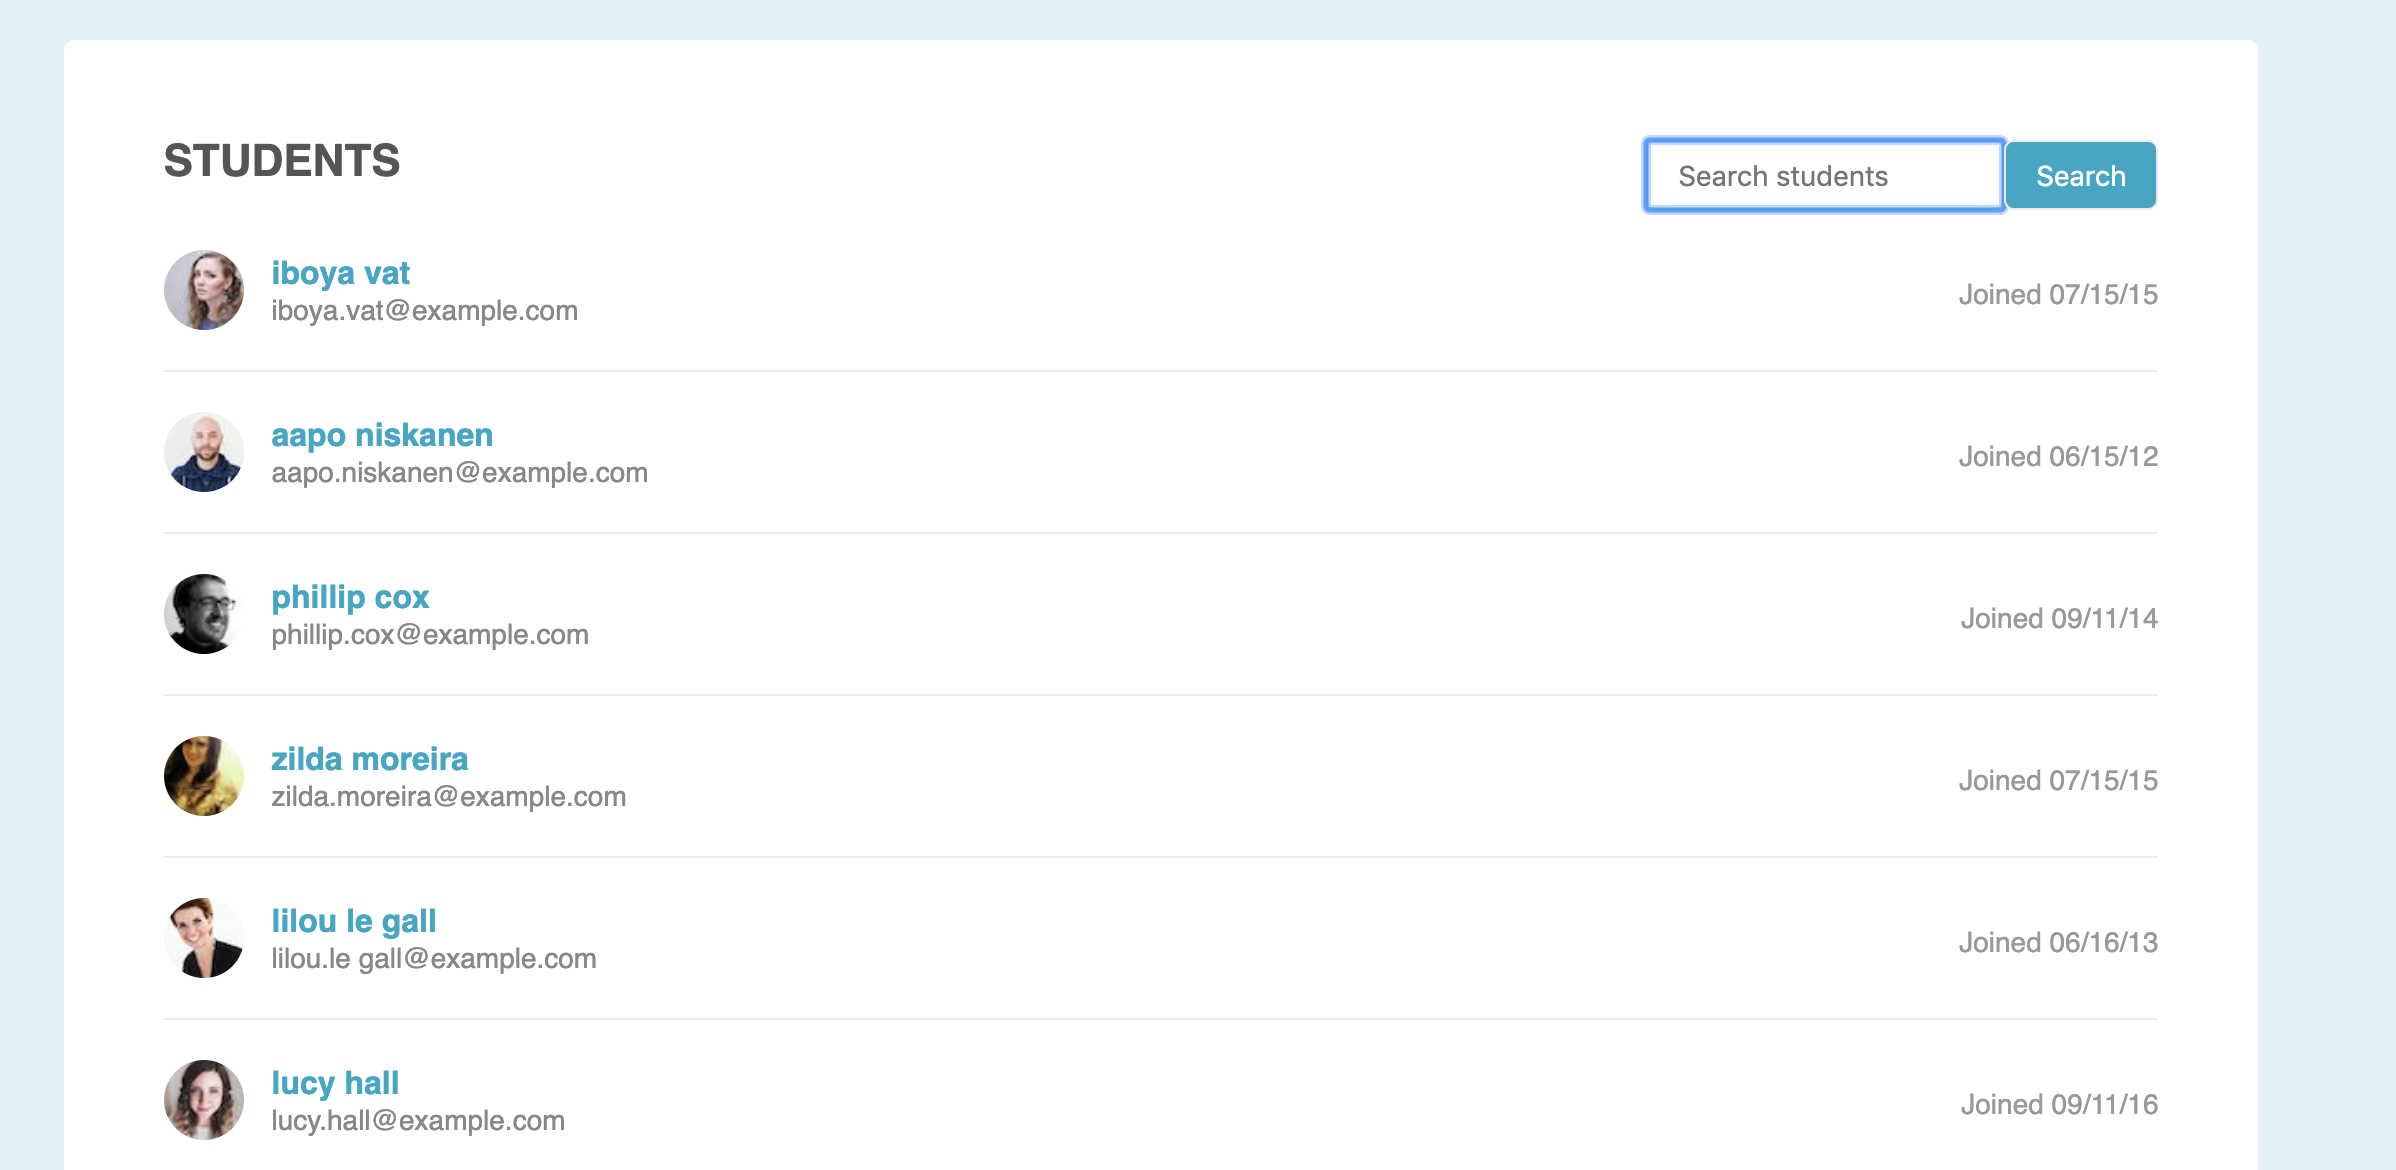 STUDENTS
Search students
Search
iboya vat
iboya.vat@example.com
Joined 07/15/15
aapo niskanen
aapo.niskanen@example.com
Joined 06/15/12
phillip cox
phillip.cox@example.com
Joined 09/11/14
zilda moreira
zilda.moreira@example.com
Joined 07/15/15
lilou le gall
lilou.le gall@example.com
Joined 06/16/13
lucy hall
lucy.hall@example.com
Joined 09/11/16